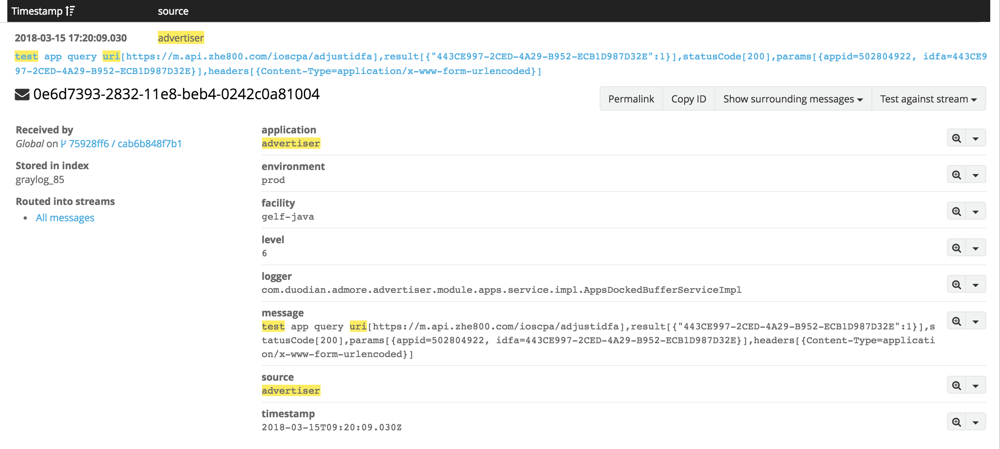 Timestamp source
2018-03-15 17:20:09.030 advertiser
test app query uri[https://m.api.zhe800.com/ioscpa/adjustidfa],result[{"443CE997-2CED-4A29-B952-ECB1D987D32E":1}],statusCode[200],params[{appid=502804922, idfa=443CE9
97-2CED-4A29-B952-ECB1D987D32E}],headers[{Content-Type=application/x-www-form-urlencoded}]
0e6d7393-2832-11e8-beb4-0242c0a81004
Permalink Copy ID Show surrounding messages Test against stream
Received by
Global on 75928ff6 / cab6b848f7b1
Stored in index
graylog_85
Routed into streams
• All messages
application
advertiser
environment
prod
facility
gelf-java
level
6
logger
com.duodian.admore.advertiser.module.apps.service.impl.AppsDockedBufferServiceImpl
message
test app query uri[https://m.api.zhe800.com/ioscpa/adjustidfa],result[{"443CE997-2CED-4A29-B952-ECB1D987D32E":1}],s
tatusCode[200],params[{appid=502804922, idfa=443CE997-2CED-4A29-B952-ECB1D987D32E}],headers[{Content-Type=applicati
on/x-www-form-urlencoded}]
source
advertiser
timestamp
2018-03-15T09:20:09.030Z